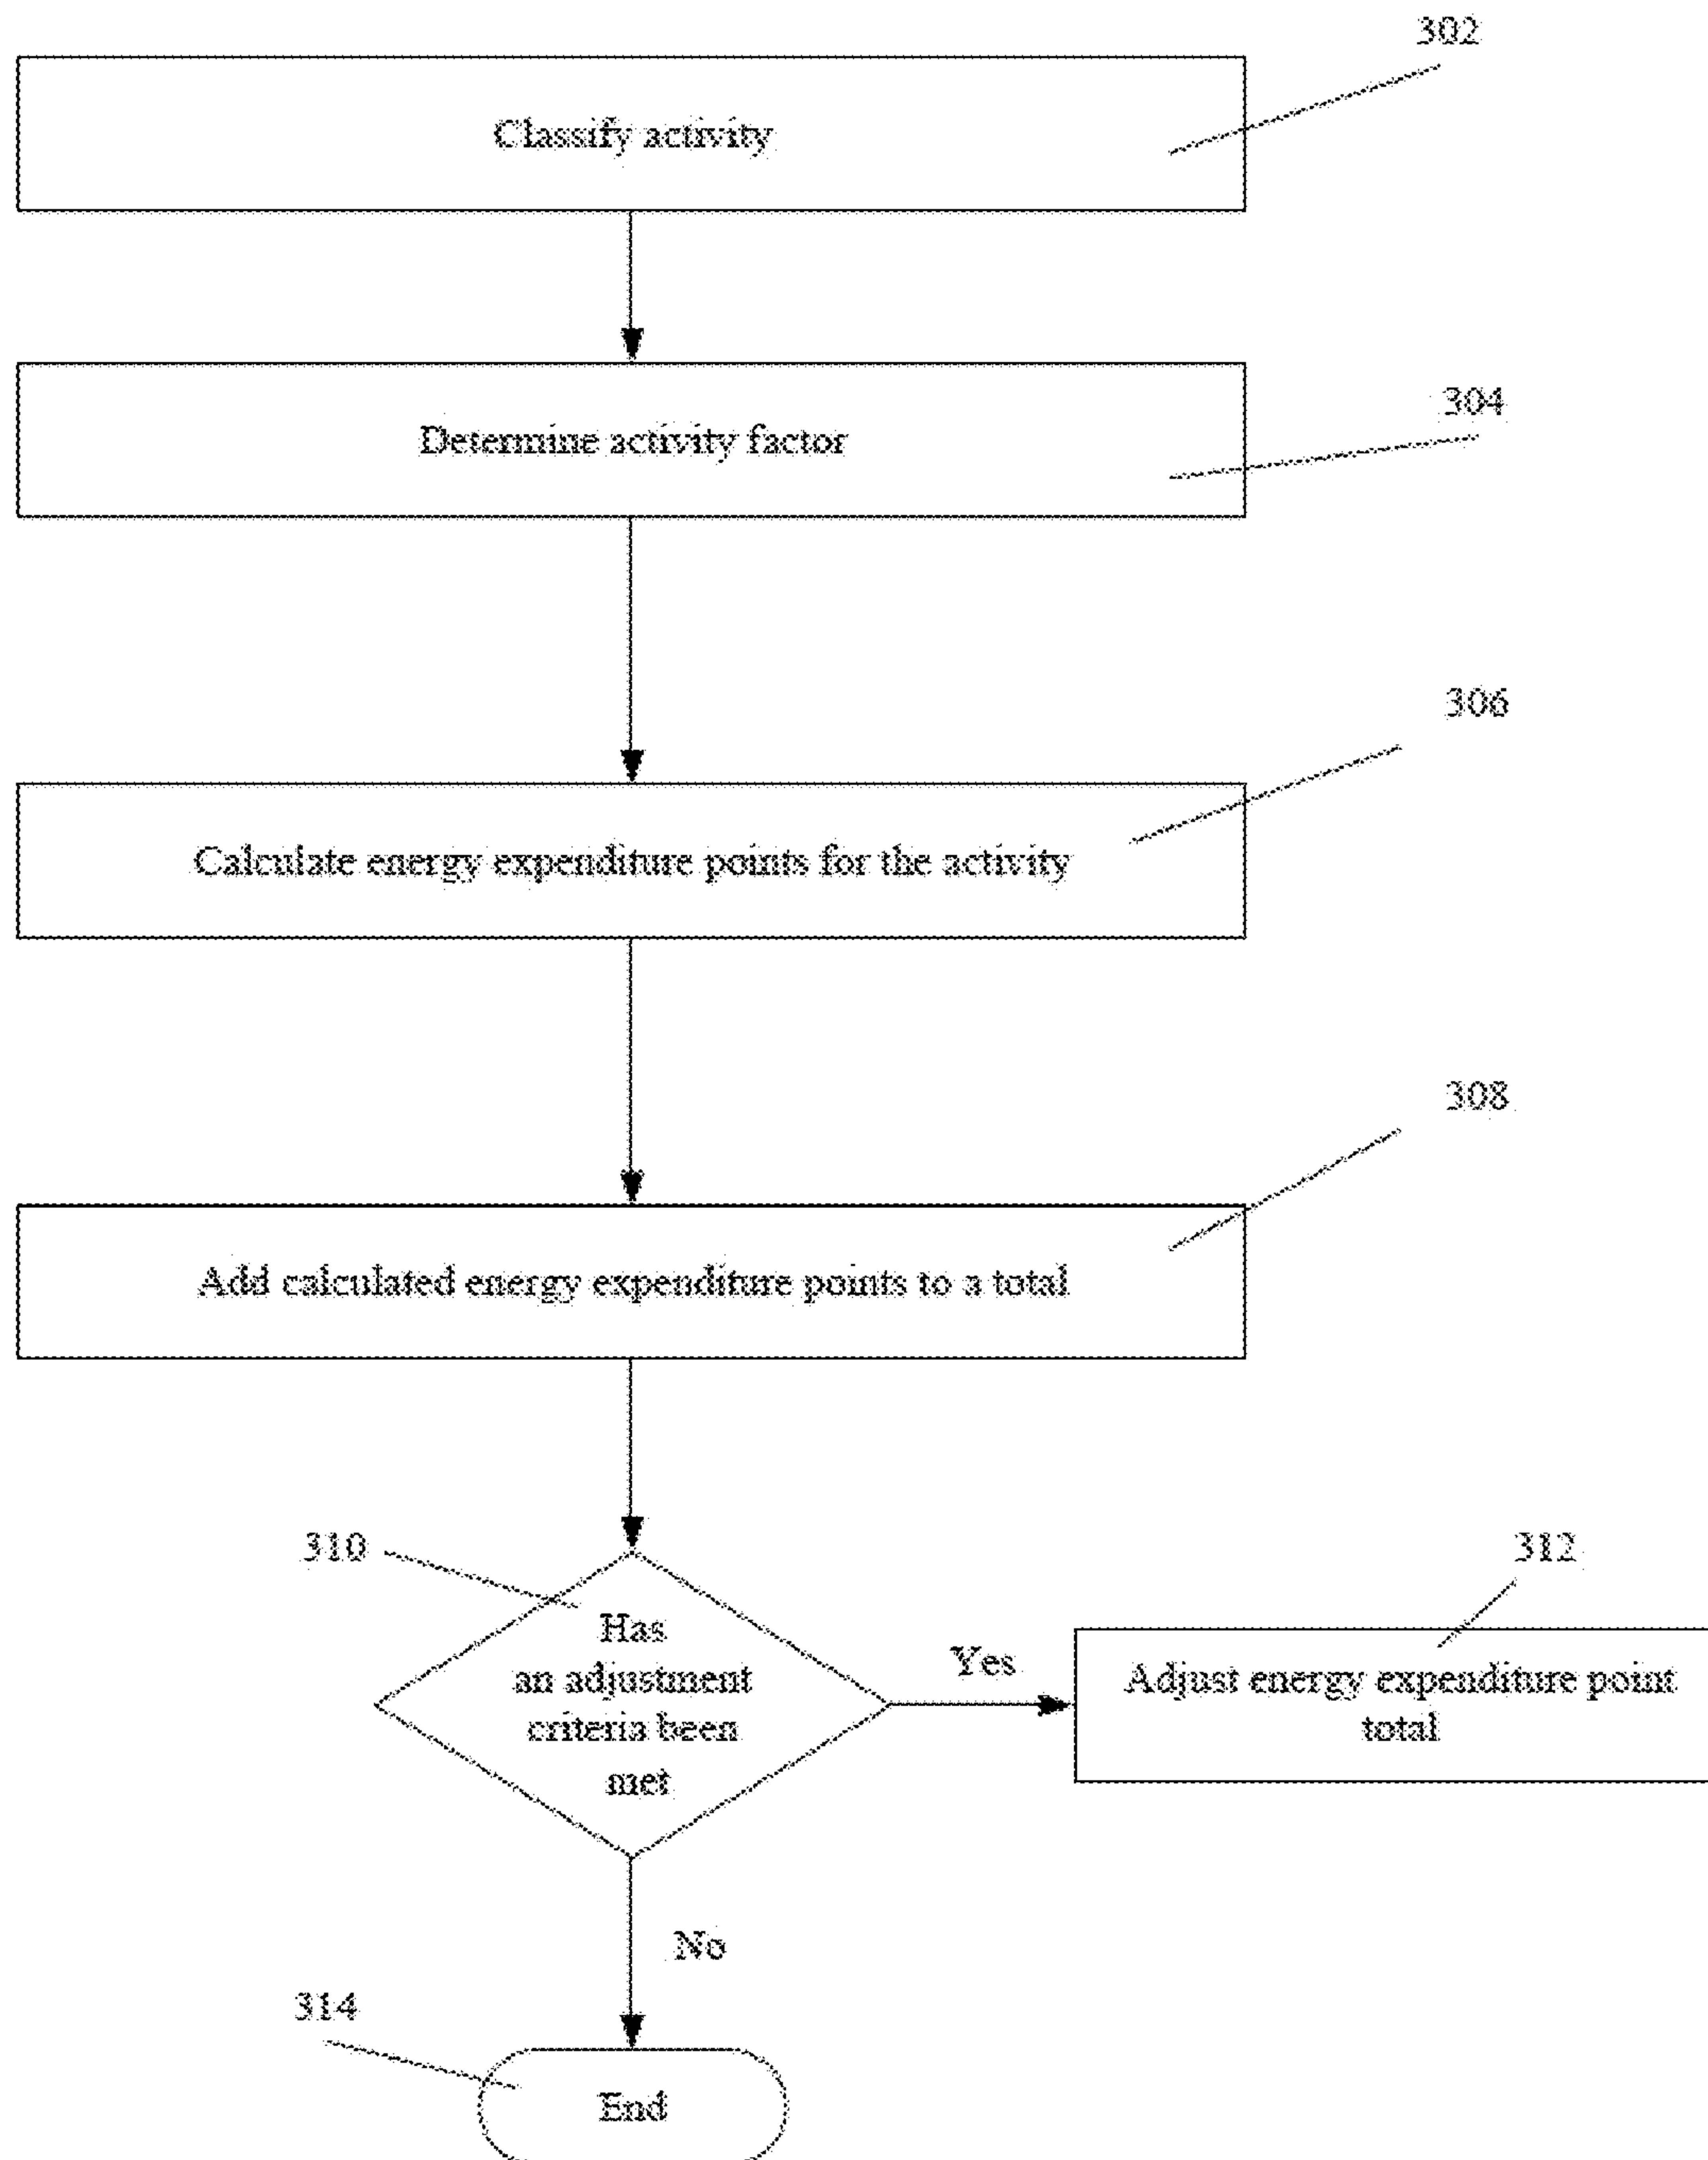 302
Classify activity
304
Determine activity factor
306
Calculate energy expenditure points for the activity
308
Add calculated energy expenditure points to a total
310
Has
an adjustment
criteria been
met
Yes
312
Adjust energy expenditure point
total
No
314
End